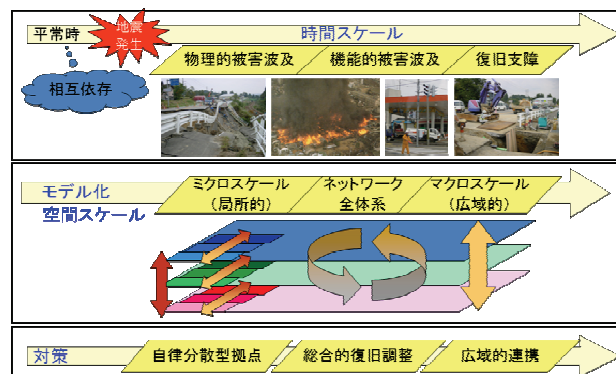 平常時
地震
発生
時間スケール
物理的被害波及
機能的被害波及
復旧支障
相互依存
モデル化
空間スケール
ミクロスケール
(局所的)
ネットワーク
全体系
マクロスケール
(広域的)
対策
自律分散型拠点
総合的復旧調整
広域的連携